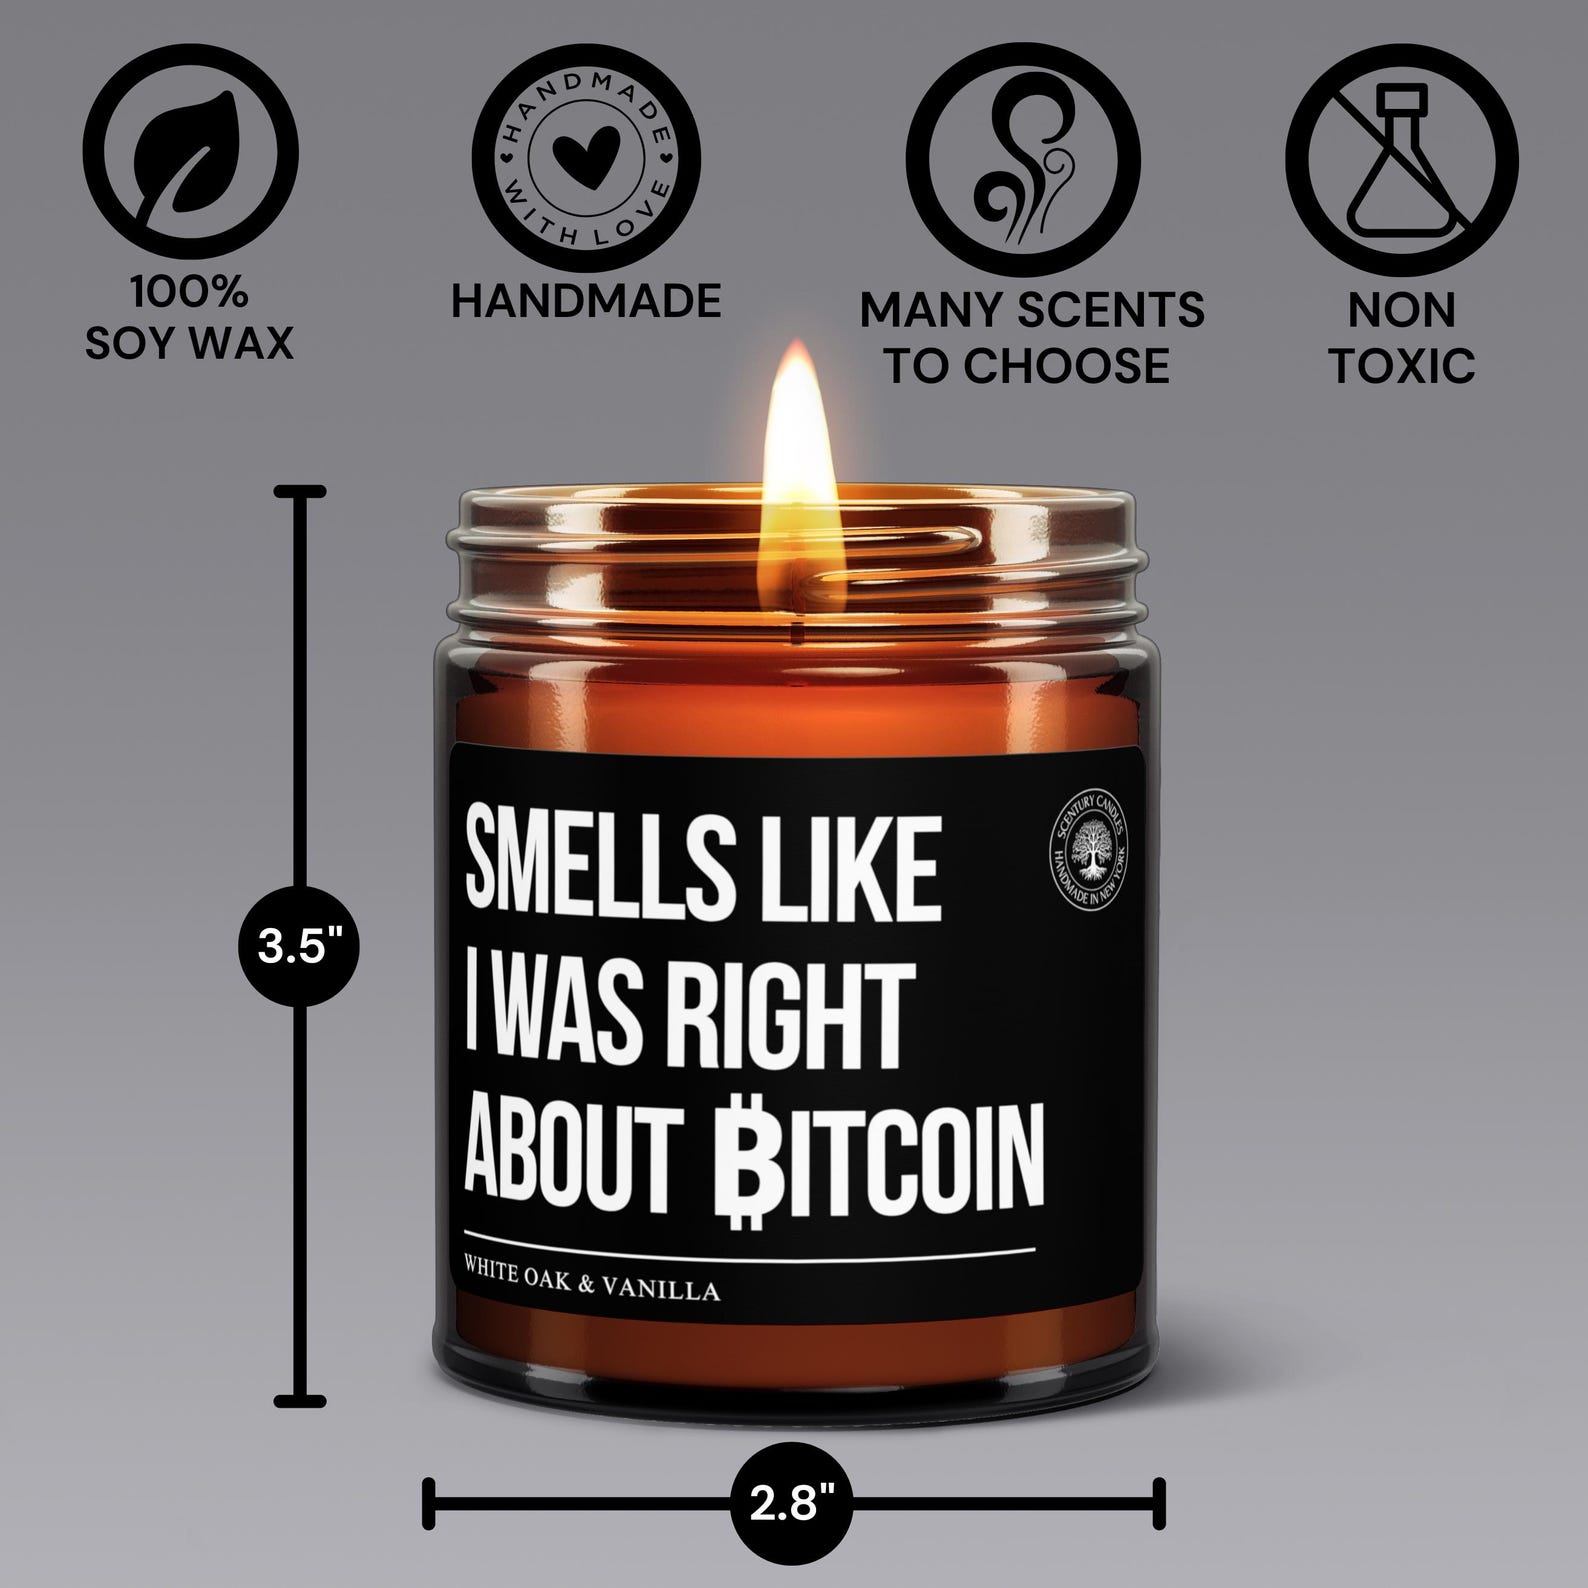 HANDMADE
WITH LOVE
100%
SOY WAX
HANDMADE
MANY SCENTS
TO CHOOSE
NON
TOXIC
3.5"
SMELLS LIKE
I WAS RIGHT
ABOUT ₿ITCOIN
WHITE OAK & VANILLA
SCENTURY CANDLES
HANDMADE IN NEW YORK
2.8"